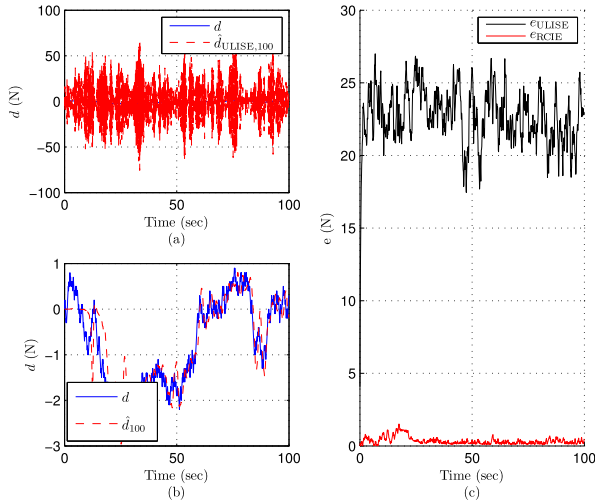 100
50
0
−50
−100
d (N)
d
d̂ULISE,100
0
50
100
Time (sec)
(a)
1
0
−1
−2
−3
d (N)
d
d̂100
0
50
100
Time (sec)
(b)
30
25
20
15
10
5
0
e (N)
eULISE
eRCIE
0
50
100
Time (sec)
(c)